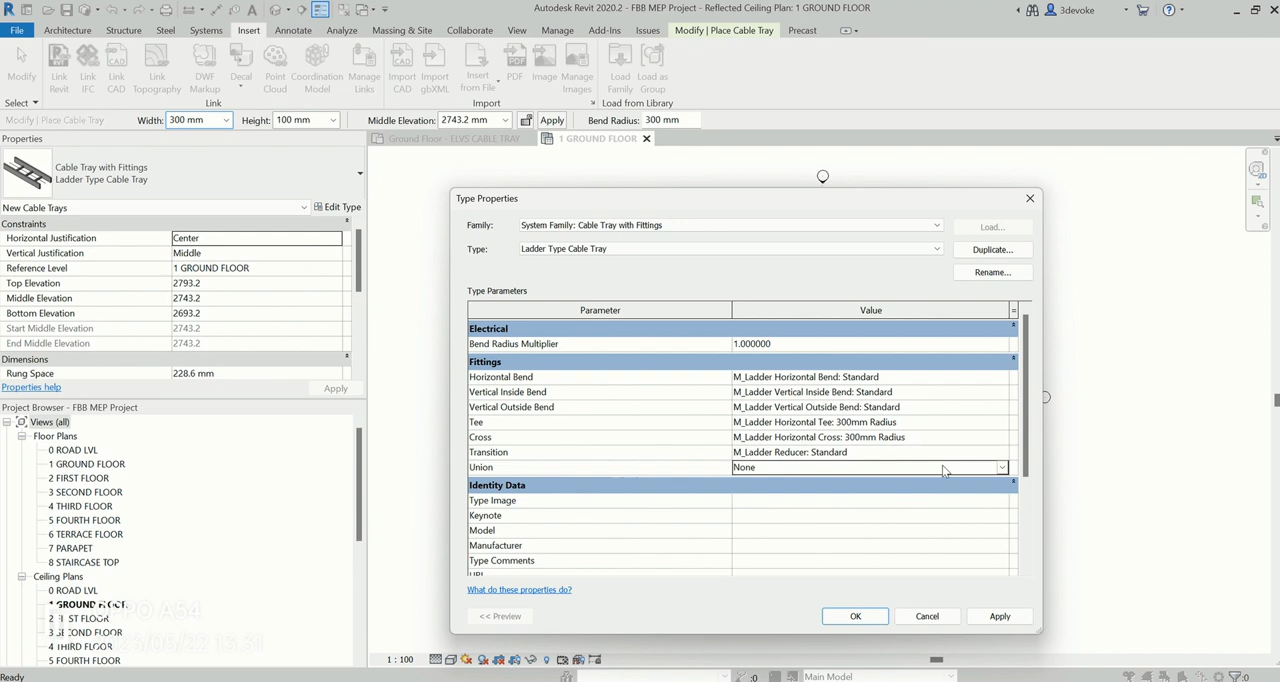 Autodesk Revit 2020.2 - FBB MEP Project - Reflected Ceiling Plan: 1 GROUND FLOOR
3devoke
File Architecture Structure Steel Systems Insert Annotate Analyze Massing & Site Collaborate View Manage Add-Ins Issues Modify | Place Cable Tray Precast
Modify Link Revit Link IFC Link CAD Link Topography DWF Markup Decal Point Cloud Coordination Model Manage Links Import CAD Import gbXML Insert from File PDF Image Manage Images Load Family Load as Group
Select Link Import Load from Library
Modify | Place Cable Tray Width: 300 mm Height: 100 mm Middle Elevation: 2743.2 mm Apply Bend Radius: 300 mm
Properties
Ground Floor - ELVS CABLE TRAY 1 GROUND FLOOR
Cable Tray with Fittings
Ladder Type Cable Tray
New Cable Trays Edit Type
Constraints
Horizontal Justification Center
Vertical Justification Middle
Reference Level 1 GROUND FLOOR
Top Elevation 2793.2
Middle Elevation 2743.2
Bottom Elevation 2693.2
Start Middle Elevation 2743.2
End Middle Elevation 2743.2
Dimensions
Rung Space 228.6 mm
Properties help Apply
Project Browser - FBB MEP Project
Views (all)
Floor Plans
0 ROAD LVL
1 GROUND FLOOR
2 FIRST FLOOR
3 SECOND FLOOR
4 THIRD FLOOR
5 FOURTH FLOOR
6 TERRACE FLOOR
7 PARAPET
8 STAIRCASE TOP
Ceiling Plans
0 ROAD LVL
1 GROUND FLOOR
2 FIRST FLOOR
3 SECOND FLOOR
4 THIRD FLOOR
5 FOURTH FLOOR
Type Properties
Family: System Family: Cable Tray with Fittings Load...
Type: Ladder Type Cable Tray Duplicate...
Rename...
Type Parameters
Parameter Value =
Electrical
Bend Radius Multiplier 1.000000
Fittings
Horizontal Bend M_Ladder Horizontal Bend: Standard
Vertical Inside Bend M_Ladder Vertical Inside Bend: Standard
Vertical Outside Bend M_Ladder Vertical Outside Bend: Standard
Tee M_Ladder Horizontal Tee: 300mm Radius
Cross M_Ladder Horizontal Cross: 300mm Radius
Transition M_Ladder Reducer: Standard
Union None
Identity Data
Type Image
Keynote
Model
Manufacturer
Type Comments
URL
What do these properties do?
<< Preview OK Cancel Apply
1 : 100
Ready :0 Main Model :0